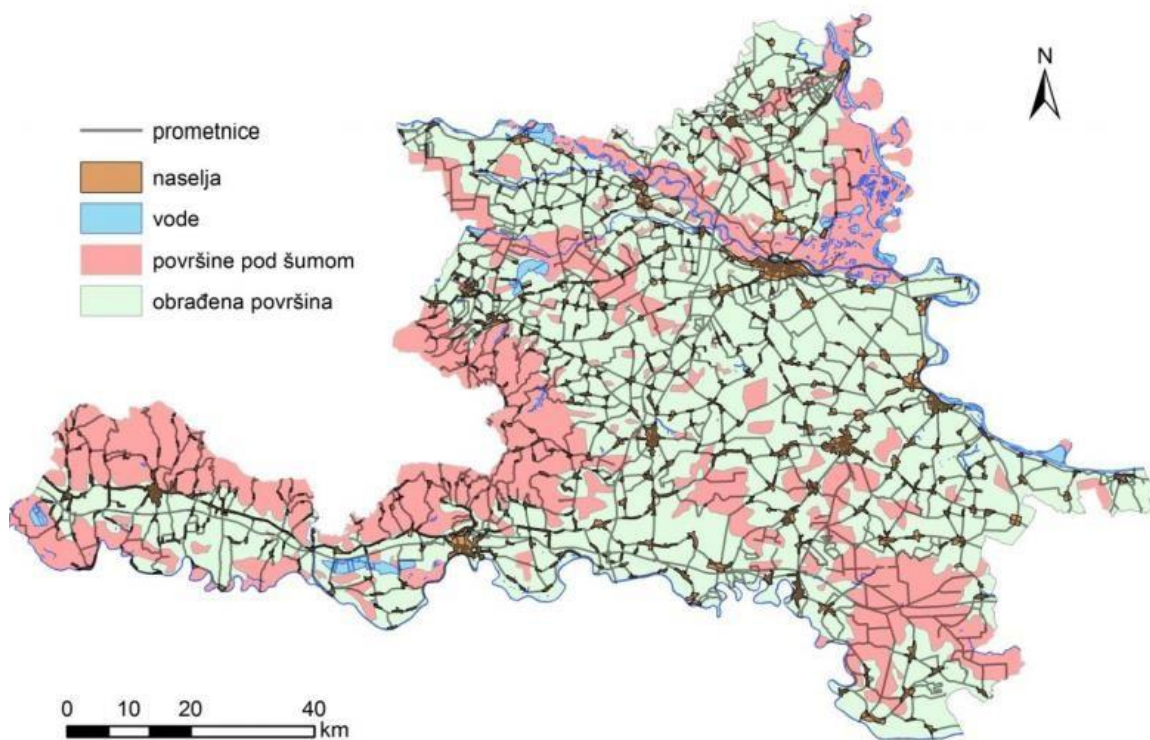 N
prometnice
naselja
vode
površine pod šumom
obrađena površina
0 10 20 40
km